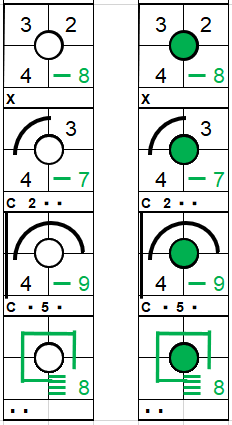 3 2 3 2
4 – 8 4 – 8
X X
3 3
4 – 7 4 – 7
C 2 · · C 2 · ·
4 – 9 4 – 9
C · 5 · C · 5 ·
8 8
· · · ·